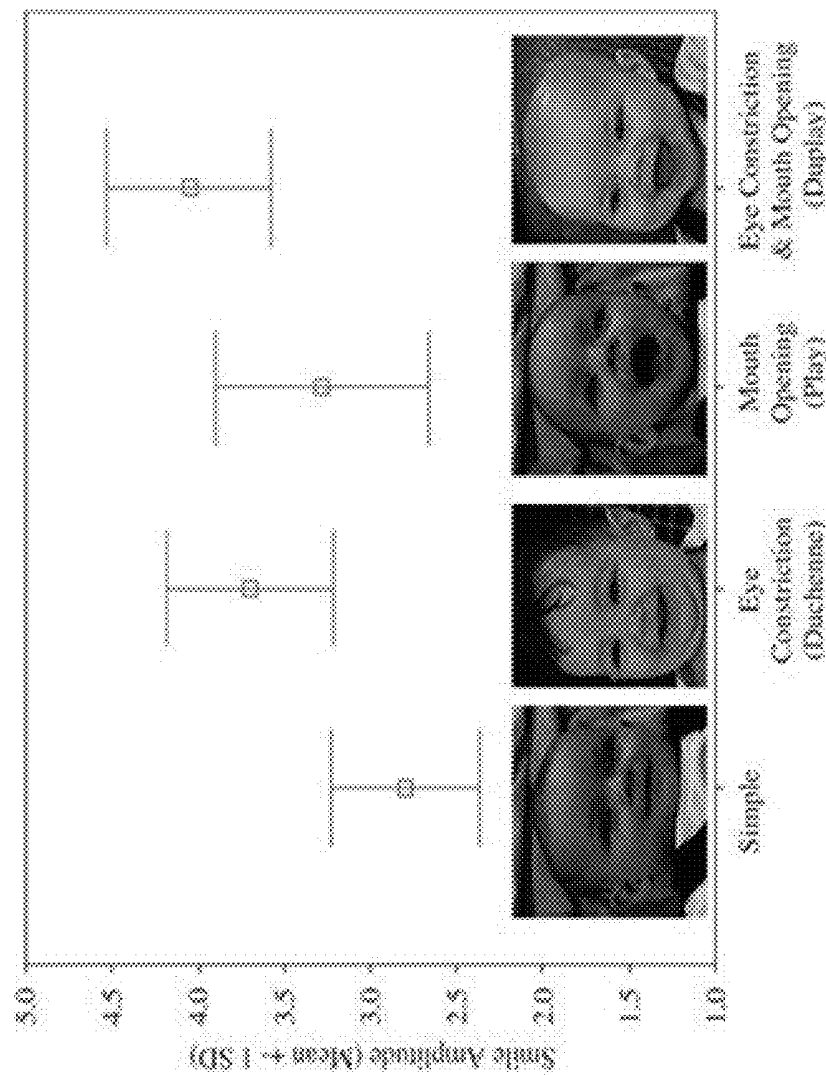 Smile Amplitude (Mean +- 1 SD)
5.0
4.5
4.0
3.5
3.0
2.5
2.0
1.5
1.0
Simple
Eye
Constriction
(Duchenne)
Mouth
Opening
(Play)
Eye Constriction
& Mouth Opening
(Duplay)